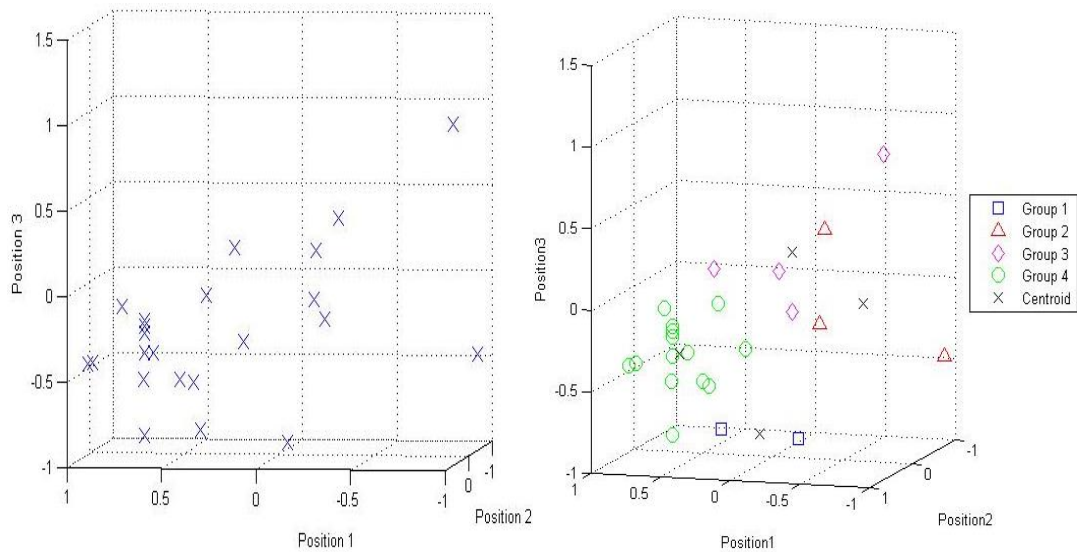 1.5
1
0.5
0
-0.5
-1
Position 3
1
0.5
0
-0.5
-1
Position 1
1
0
-1
Position 2
1.5
1
0.5
0
-0.5
-1
Position3
1
0.5
0
-0.5
-1
Position1
1
0
-1
Position2
Group 1
Group 2
Group 3
Group 4
Centroid